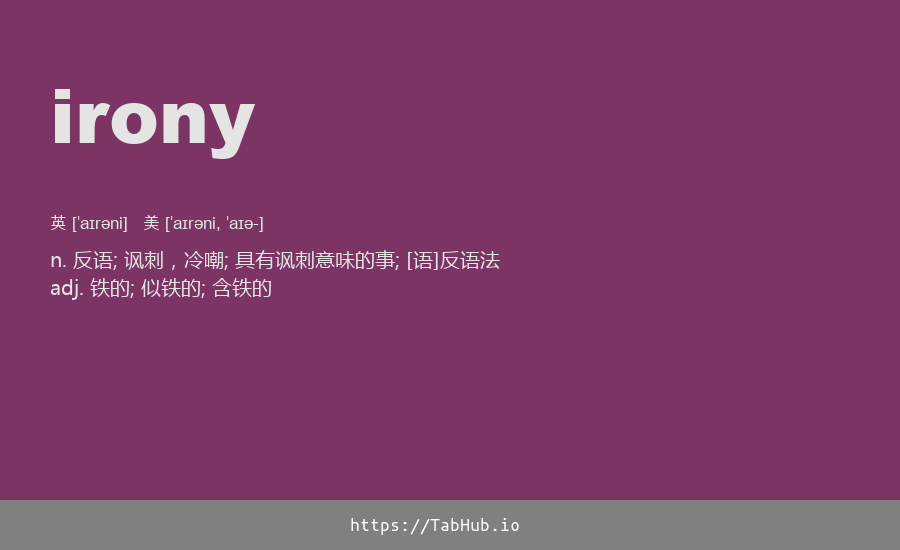 irony
英 [ˈaɪrəni] 美 [ˈaɪrəni, ˈaɪə-]
n. 反语; 讽刺，冷嘲; 具有讽刺意味的事; [语]反语法
adj. 铁的; 似铁的; 含铁的
https://TabHub.io